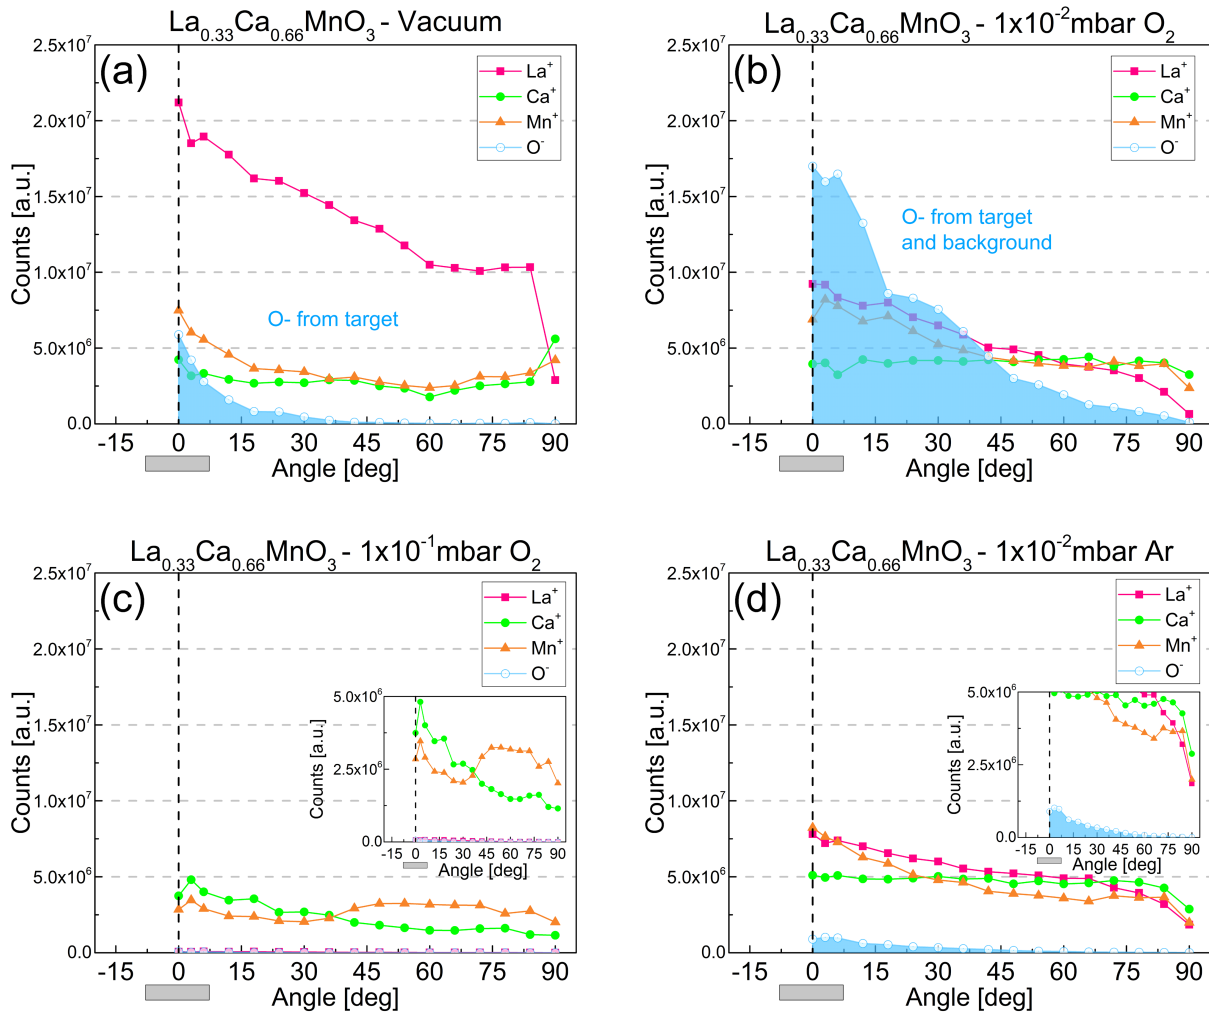 La0.33Ca0.66MnO3 - Vacuum
(a)
2.5x10^7
2.0x10^7
1.5x10^7
1.0x10^7
5.0x10^6
0.0
Counts [a.u.]
La+
Ca+
Mn+
O-
O- from target
-15 0 15 30 45 60 75 90
Angle [deg]
La0.33Ca0.66MnO3 - 1x10^-2mbar O2
(b)
2.5x10^7
2.0x10^7
1.5x10^7
1.0x10^7
5.0x10^6
0.0
Counts [a.u.]
La+
Ca+
Mn+
O-
O- from target
and background
-15 0 15 30 45 60 75 90
Angle [deg]
La0.33Ca0.66MnO3 - 1x10^-1mbar O2
(c)
2.5x10^7
2.0x10^7
1.5x10^7
1.0x10^7
5.0x10^6
0.0
Counts [a.u.]
La+
Ca+
Mn+
O-
5.0x10^6
2.5x10^6
0.0
Counts [a.u.]
-15 0 15 30 45 60 75 90
Angle [deg]
-15 0 15 30 45 60 75 90
Angle [deg]
La0.33Ca0.66MnO3 - 1x10^-2mbar Ar
(d)
2.5x10^7
2.0x10^7
1.5x10^7
1.0x10^7
5.0x10^6
0.0
Counts [a.u.]
La+
Ca+
Mn+
O-
5.0x10^6
2.5x10^6
0.0
Counts [a.u.]
-15 0 15 30 45 60 75 90
Angle [deg]
-15 0 15 30 45 60 75 90
Angle [deg]